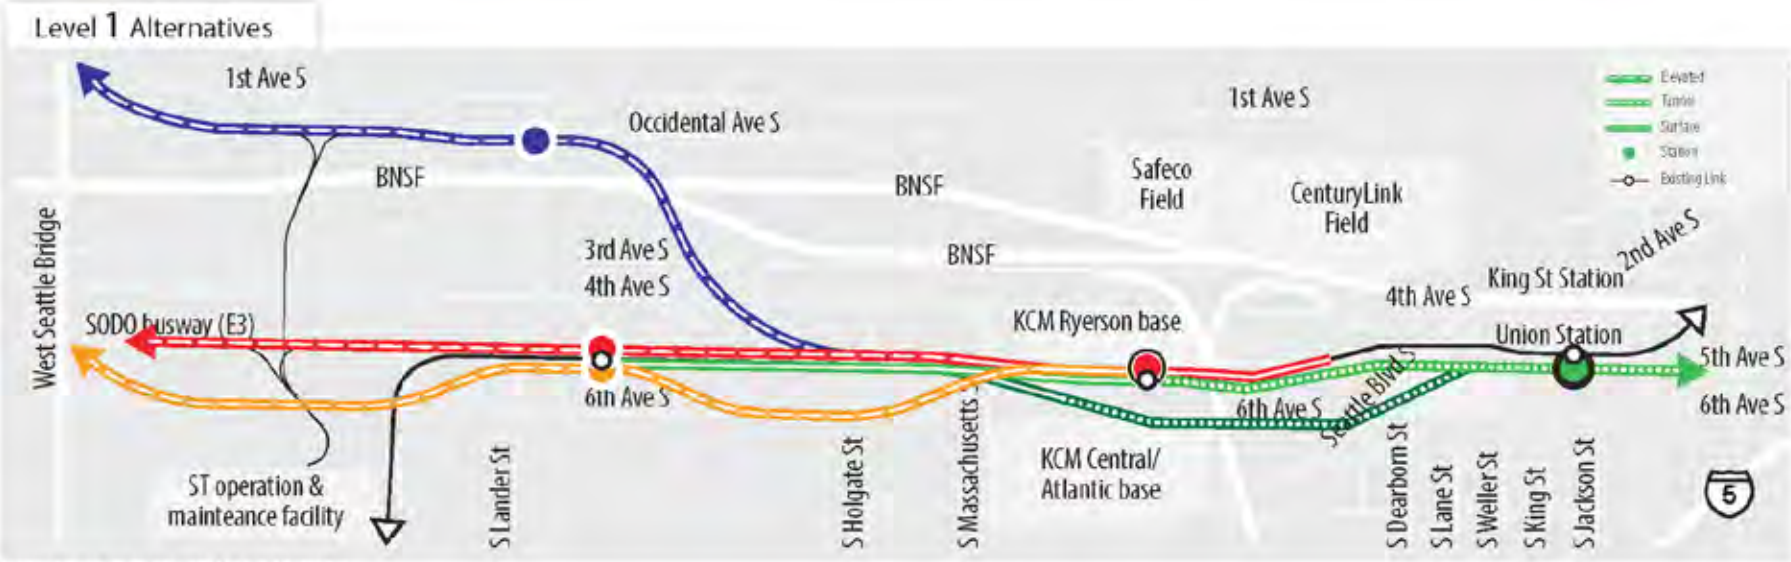 Level 1 Alternatives
1st Ave S
1st Ave S
Elevated
Tunnel
Surface
Station
Existing Link
Occidental Ave S
BNSF
BNSF
Safeco
Field
CenturyLink
Field
West Seattle Bridge
3rd Ave S
4th Ave S
BNSF
2nd Ave S
King St Station
4th Ave S
SODO busway (E3)
KCM Ryerson base
Union Station
5th Ave S
6th Ave S
6th Ave S
Seattle Blvd S
6th Ave S
ST operation &
mainteance facility
S Lander St
S Holgate St
S Massachusetts
KCM Central/
Atlantic base
S Dearborn St
S Lane St
S Weller St
S King St
S Jackson St
5